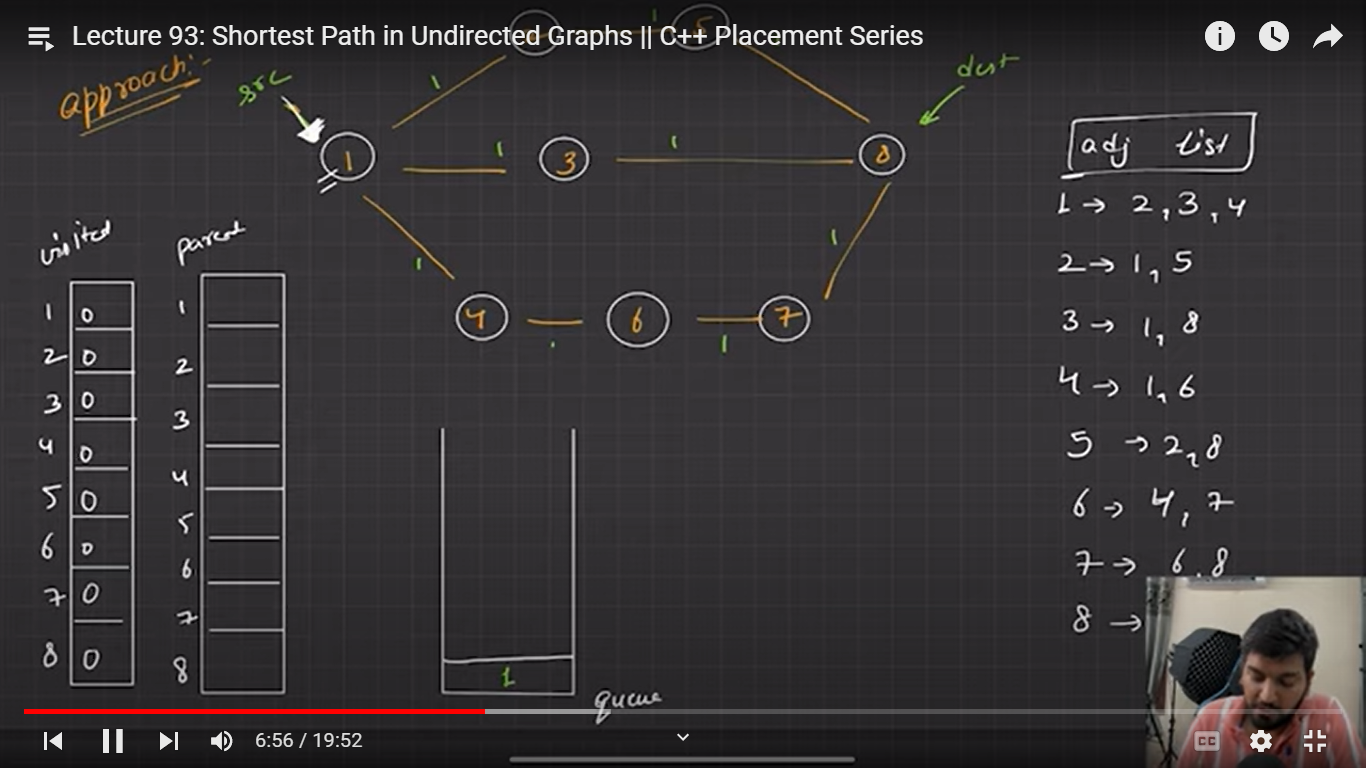 Lecture 93: Shortest Path in Undirected Graphs || C++ Placement Series
approach:-
src
dest
1
5
1
1
1
3
1
8
1
1
4
6
7
1
adj list
1 → 2, 3, 4
2 → 1, 5
3 → 1, 8
4 → 1, 6
5 → 2, 8
6 → 4, 7
7 → 6, 8
8 →
visited
1 0
2 0
3 0
4 0
5 0
6 0
7 0
8 0
parent
1
2
3
4
5
6
7
8
1
queue
6:56 / 19:52
CC